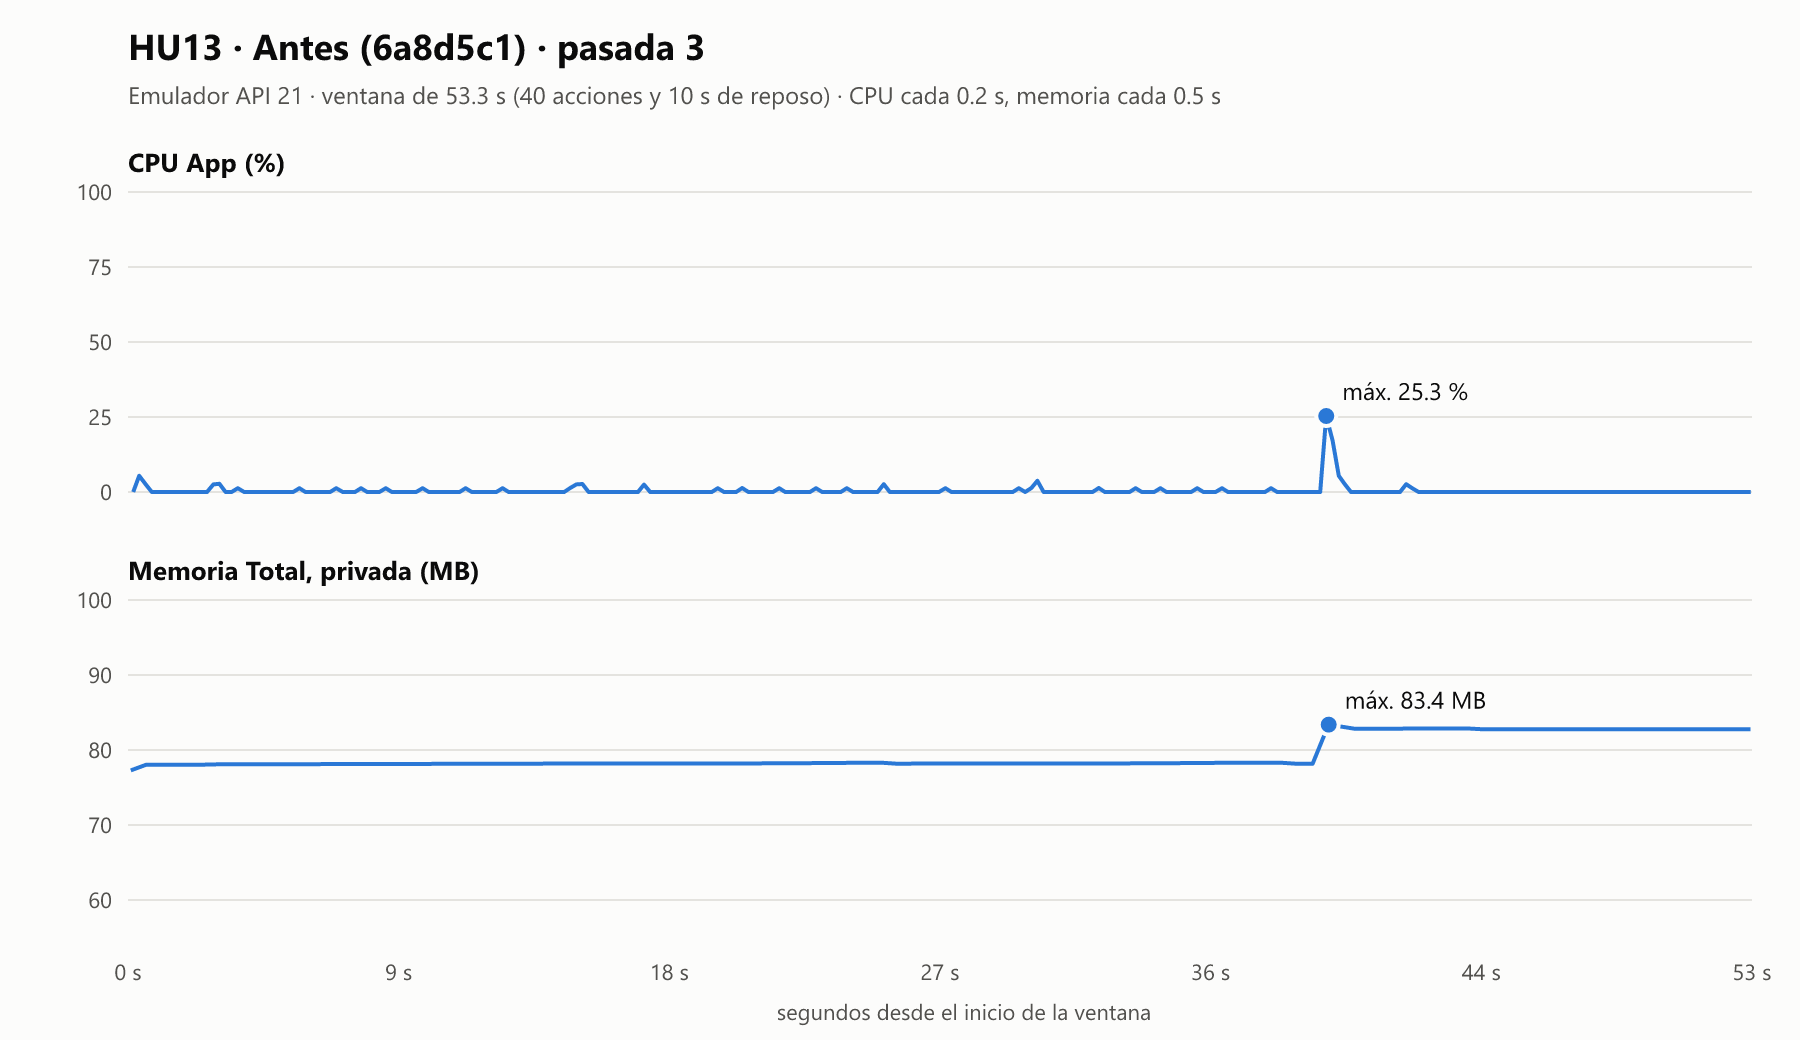 HU13 · Antes (6a8d5c1) · pasada 3
Emulador API 21 · ventana de 53.3 s (40 acciones y 10 s de reposo) · CPU cada 0.2 s, memoria cada 0.5 s
CPU App (%)
100
75
50
máx. 25.3 %
25
0
Memoria Total, privada (MB)
100
90
máx. 83.4 MB
80
70
60
0 s 9 s 18 s 27 s 36 s 44 s 53 s
segundos desde el inicio de la ventana